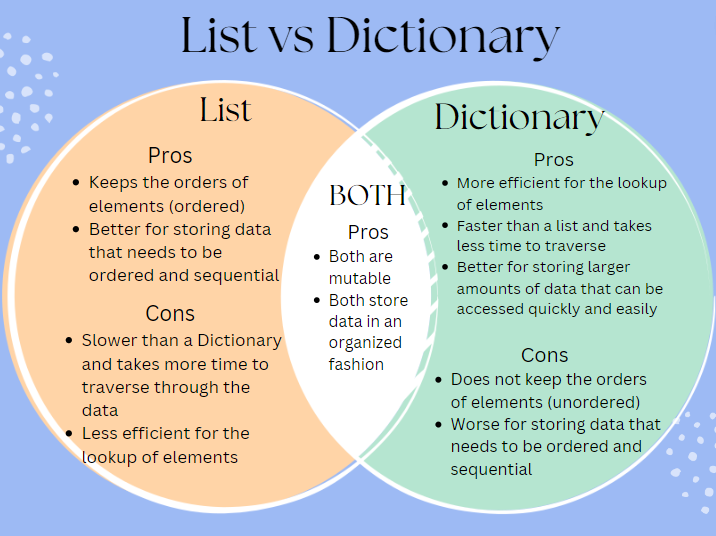 List vs Dictionary
List
Pros
• Keeps the orders of
elements (ordered)
• Better for storing data
that needs to be
ordered and sequential
Cons
• Slower than a Dictionary
and takes more time to
traverse through the
data
• Less efficient for the
lookup of elements
BOTH
Pros
• Both are
mutable
• Both store
data in an
organized
fashion
Dictionary
Pros
• More efficient for the lookup
of elements
• Faster than a list and takes
less time to traverse
• Better for storing larger
amounts of data that can be
accessed quickly and easily
Cons
• Does not keep the orders
of elements (unordered)
• Worse for storing data that
needs to be ordered and
sequential